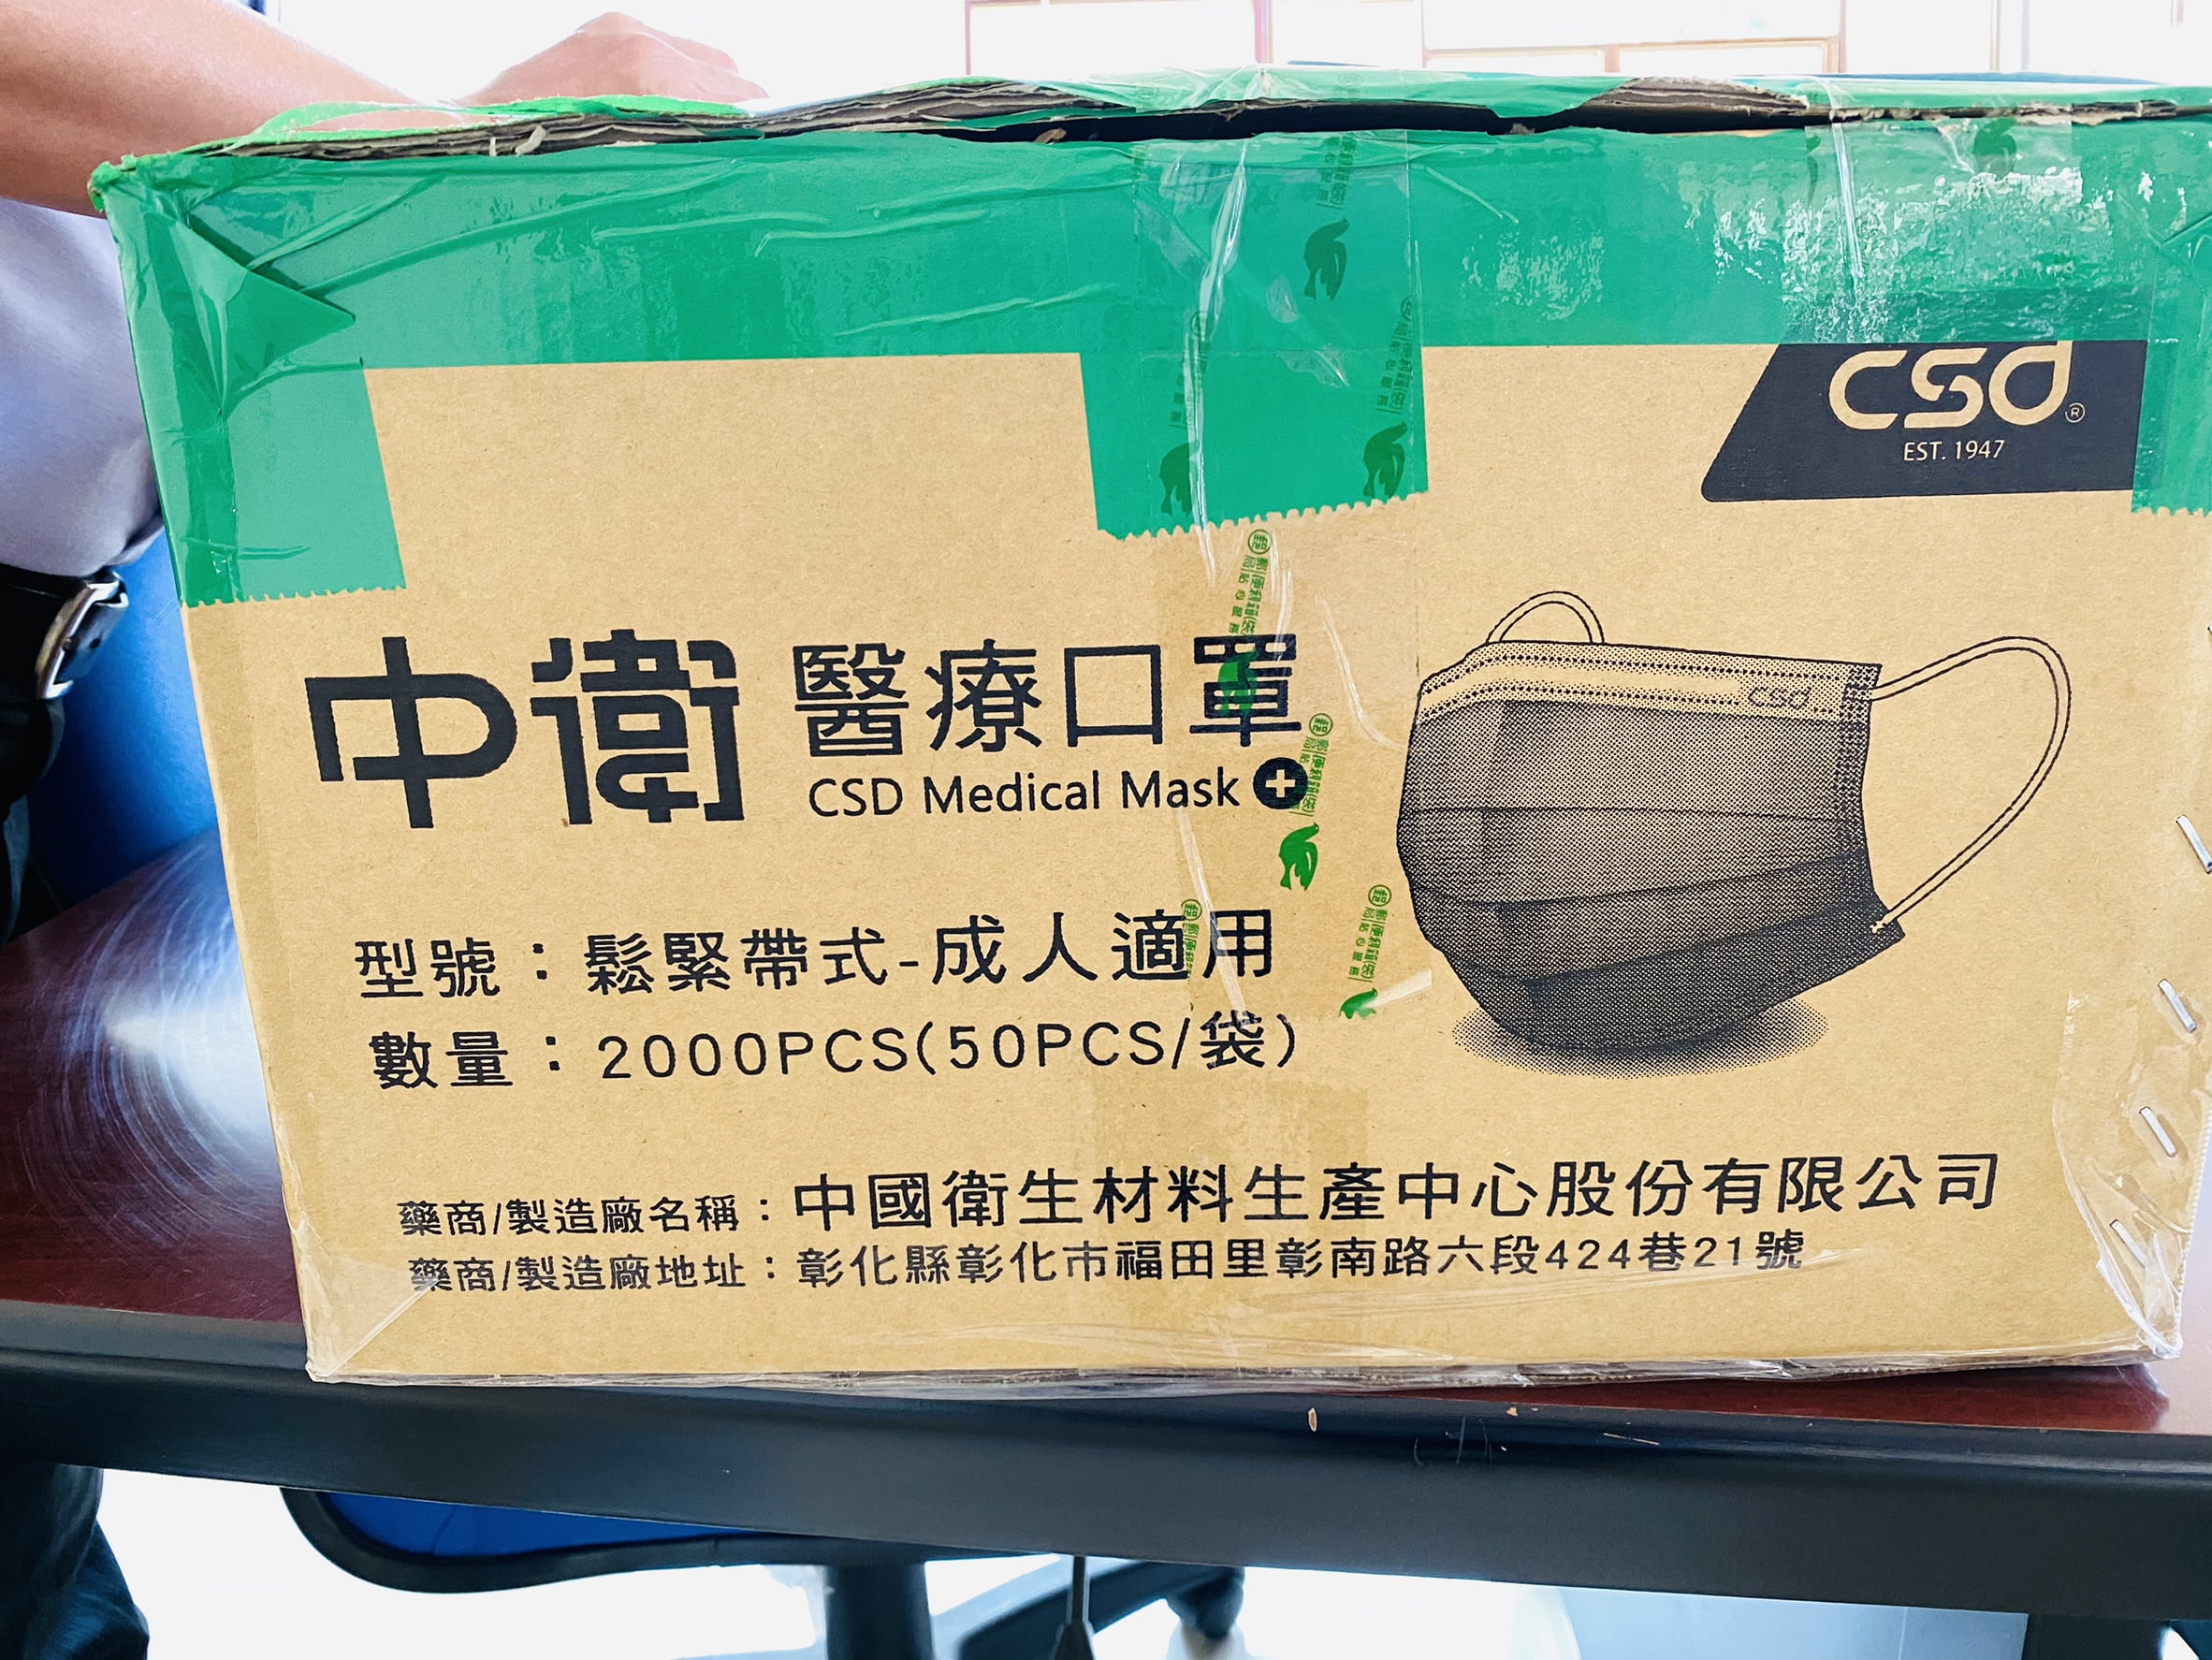 csd®
EST. 1947
中衛 醫療口罩
CSD Medical Mask
csd
型號：鬆緊帶式-成人適用
數量：2000PCS(50PCS/袋)
藥商/製造廠名稱：中國衛生材料生產中心股份有限公司
藥商/製造廠地址：彰化縣彰化市福田里彰南路六段424巷21號